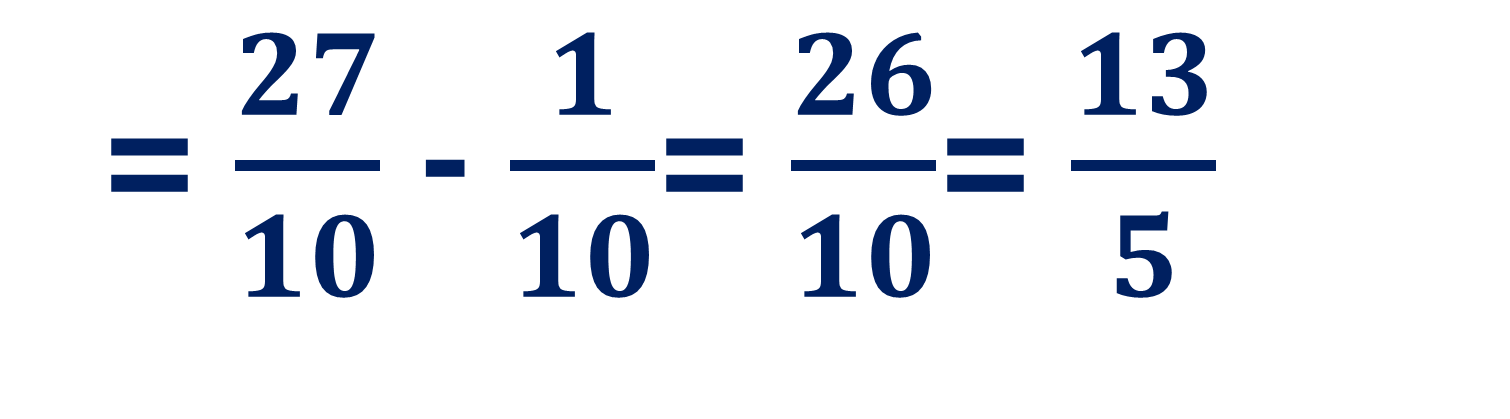 = 27/10 - 1/10 = 26/10 = 13/5